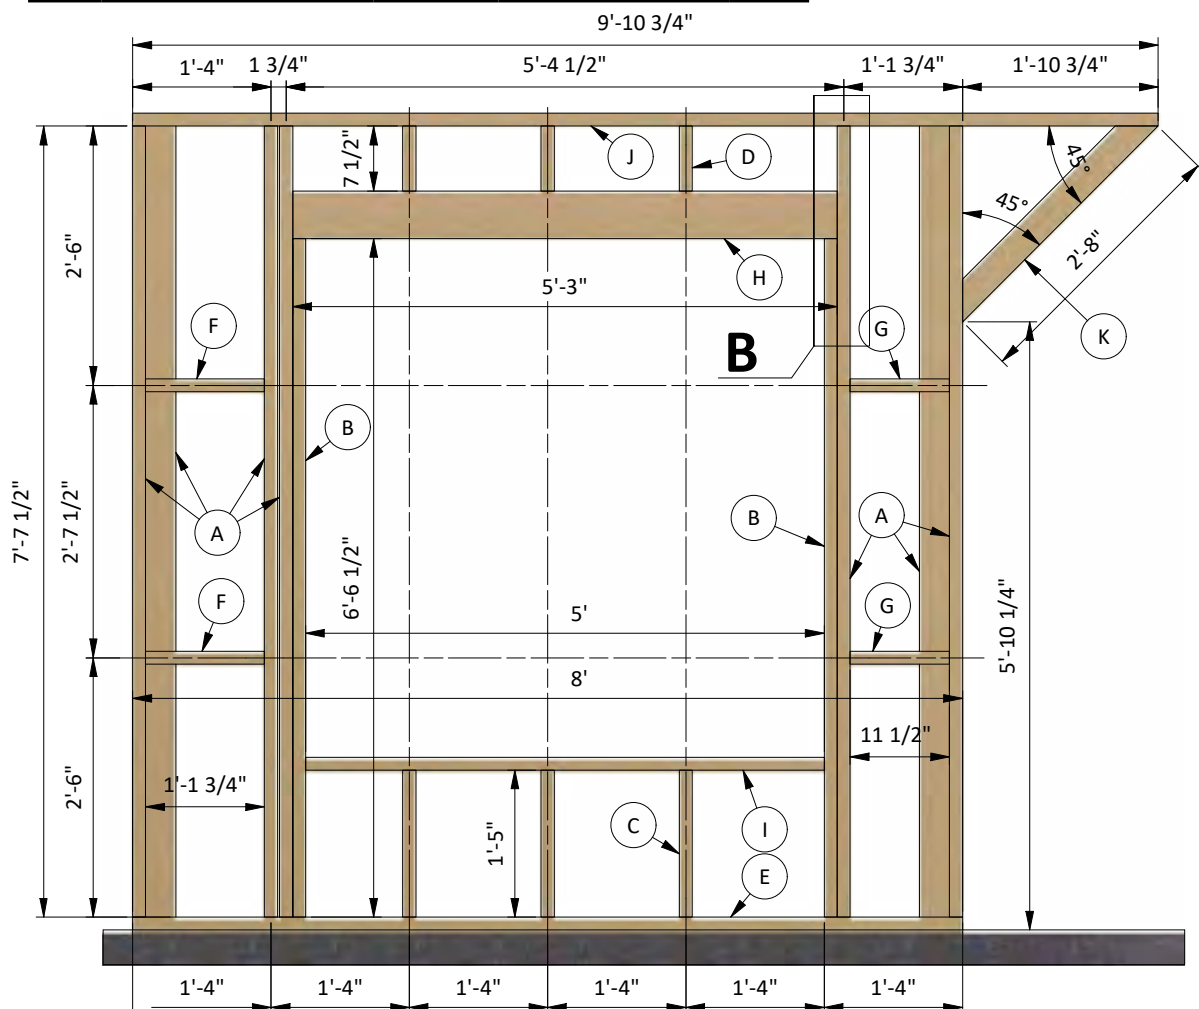 9'-10 3/4"
1'-4" 1 3/4" 5'-4 1/2" 1'-1 3/4" 1'-10 3/4"
7 1/2"
J
D
45°
45°
2'-6"
2'-8"
H
5'-3"
F
G
K
B
B
7'-7 1/2"
2'-7 1/2"
A
B
A
6'-6 1/2"
F
G
5'
5'-10 1/4"
8'
11 1/2"
2'-6"
1'-1 3/4"
1'-5"
C
I
E
1'-4" 1'-4" 1'-4" 1'-4" 1'-4" 1'-4"